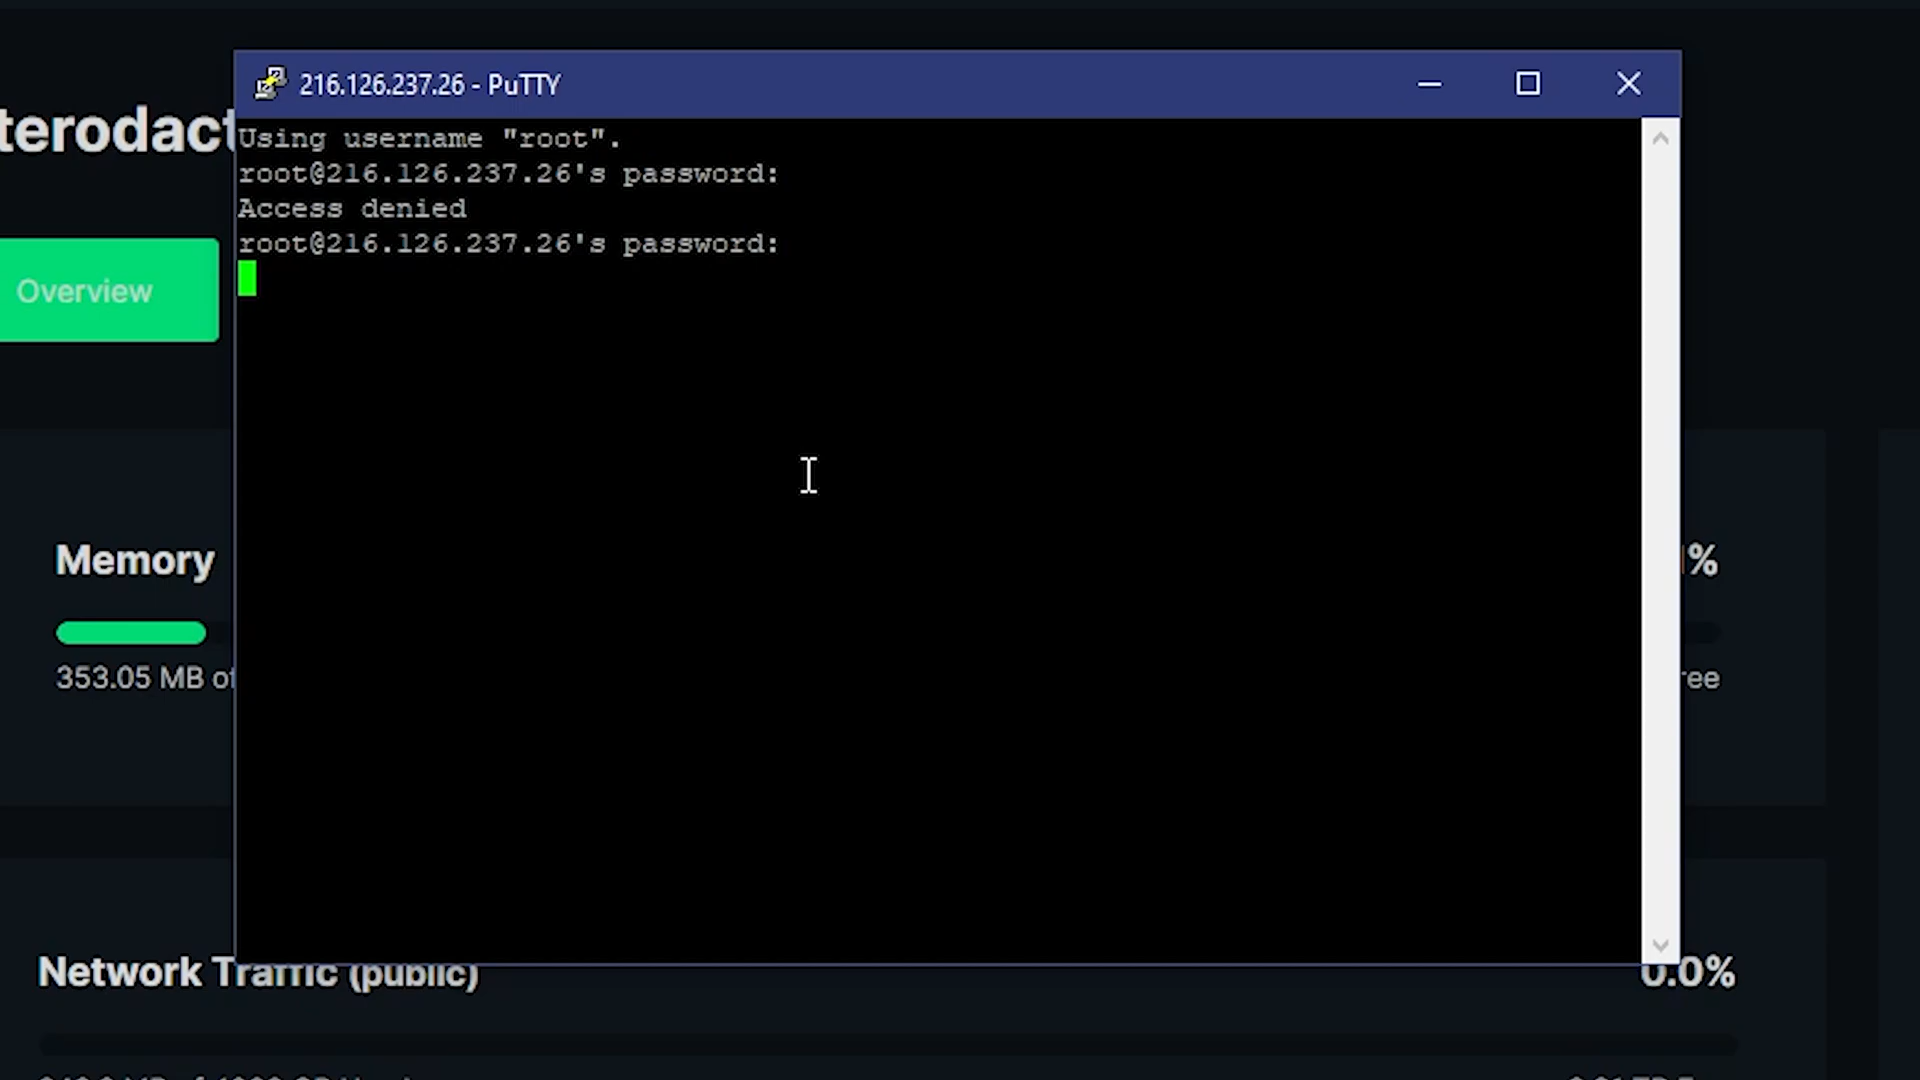 216.126.237.26 - PuTTY
terodact
Using username "root".
root@216.126.237.26's password:
Access denied
root@216.126.237.26's password:
Overview
Memory
%
353.05 MB of
ree
Network Traffic (public)
0.0%